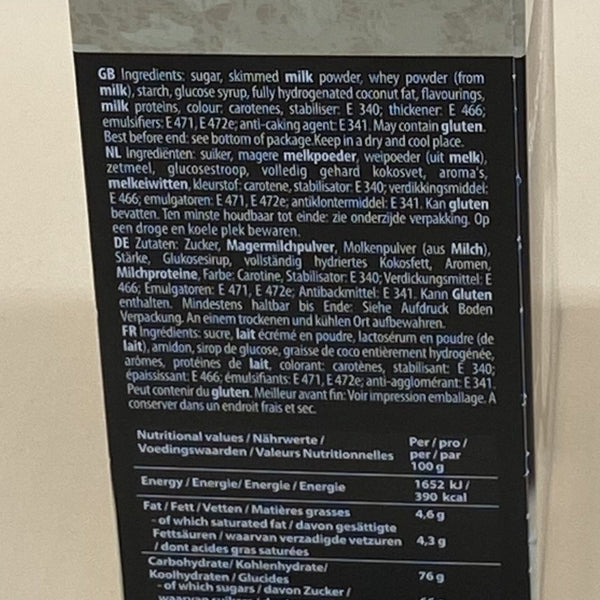 GB Ingredients: sugar, skimmed milk powder, whey powder (from
milk), starch, glucose syrup, fully hydrogenated coconut fat, flavourings,
milk proteins, colour: carotenes, stabiliser: E 340; thickener: E 466;
emulsifiers: E 471, E 472e; anti-caking agent: E 341. May contain gluten.
Best before end: see bottom of package. Keep in a dry and cool place.
NL Ingrediënten: suiker, magere melkpoeder, weipoeder (uit melk),
zetmeel, glucosestroop, volledig gehard kokosvet, aroma's,
melkeiwitten, kleurstof: carotene, stabilisator: E 340; verdikkingsmiddel:
E 466; emulgatoren: E 471, E 472e; antiklontermiddel: E 341. Kan gluten
bevatten. Ten minste houdbaar tot einde: zie onderzijde verpakking. Op
een droge en koele plek bewaren.
DE Zutaten: Zucker, Magermilchpulver, Molkenpulver (aus Milch),
Stärke, Glukosesirup, vollständig hydriertes Kokosfett, Aromen,
Milchproteine, Farbe: Carotine, Stabilisator: E 340; Verdickungsmittel: E
466; Emulgatoren: E 471, E 472e; Antibackmittel: E 341. Kann Gluten
enthalten. Mindestens haltbar bis Ende: Siehe Aufdruck Boden
Verpackung. An einem trockenen und kühlen Ort aufbewahren.
FR Ingrédients: sucre, lait écrémé en poudre, lactosérum en poudre (de
lait), amidon, sirop de glucose, graisse de coco entièrement hydrogénée,
arômes, protéines de lait, colorant: carotènes, stabilisant: E 340;
épaississant: E 466; émulsifiants: E 471, E 472e; anti-agglomérant: E 341.
Peut contenir du gluten. Meilleur avant fin: Voir impression emballage. A
conserver dans un endroit frais et sec.
Nutritional values / Nährwerte /
Voedingswaarden / Valeurs Nutritionnelles
Per / pro /
per / par
100 g
Energy / Energie / Energie / Energie
1652 kJ /
390 kcal
Fat / Fett / Vetten / Matières grasses 4,6 g
- of which saturated fat / davon gesättigte
Fettsäuren / waarvan verzadigde vetzuren 4,3 g
/ dont acides gras saturées
Carbohydrate / Kohlenhydrate /
Koolhydraten / Glucides 76 g
- of which sugars / davon Zucker /